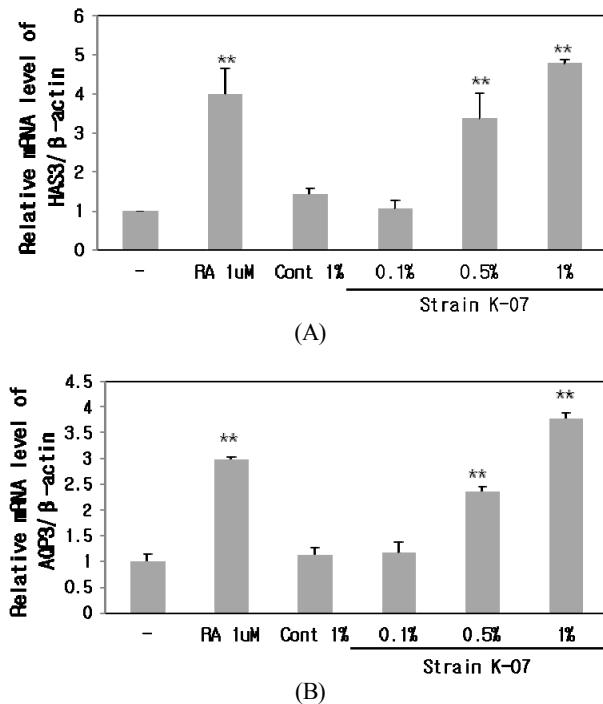 Relative mRNA level of
HAS3/β-actin
6
5
4
3
2
1
0
**
**
**
- RA 1uM Cont 1% 0.1% 0.5% 1%
Strain K-07
(A)
Relative mRNA level of
AQP3/β-actin
4.5
4
3.5
3
2.5
2
1.5
1
0.5
0
**
**
**
- RA 1uM Cont 1% 0.1% 0.5% 1%
Strain K-07
(B)